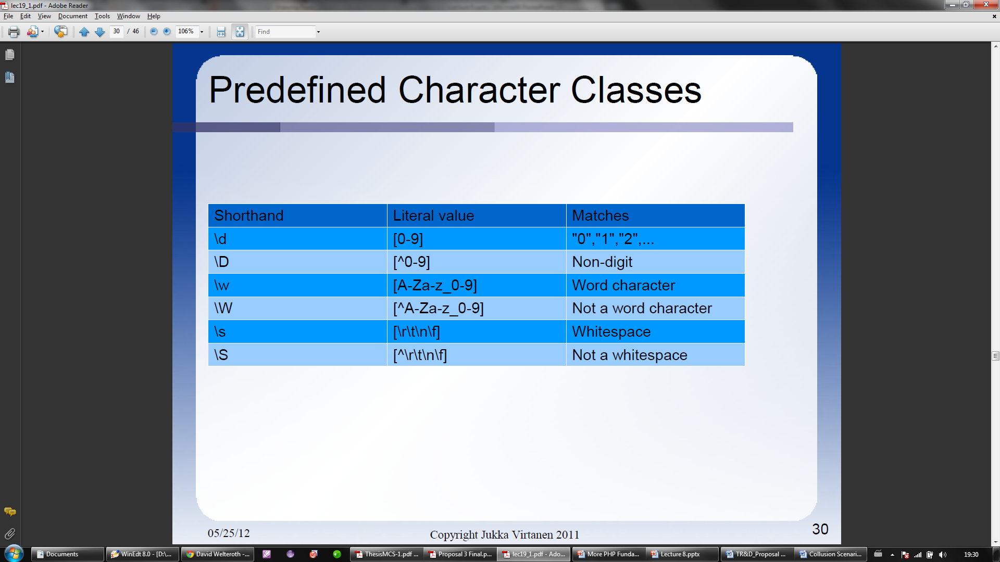 lec19_1.pdf - Adobe Reader
File Edit View Document Tools Window Help
30 / 46 106% Find
Predefined Character Classes
Shorthand Literal value Matches
\d [0-9] "0","1","2",...
\D [^0-9] Non-digit
\w [A-Za-z_0-9] Word character
\W [^A-Za-z_0-9] Not a word character
\s [\r\t\n\f] Whitespace
\S [^\r\t\n\f] Not a whitespace
05/25/12 Copyright Jukka Virtanen 2011 30
Documents WinEdt 8.0 - [D:\... David Welteroth -... ThesisMCS-1.pdf ... Proposal 3 Final.p... lec19_1.pdf - Ado... More PHP Funda... Lecture 8.pptx TR&D_Proposal ... Collusion Scenari... 19:30